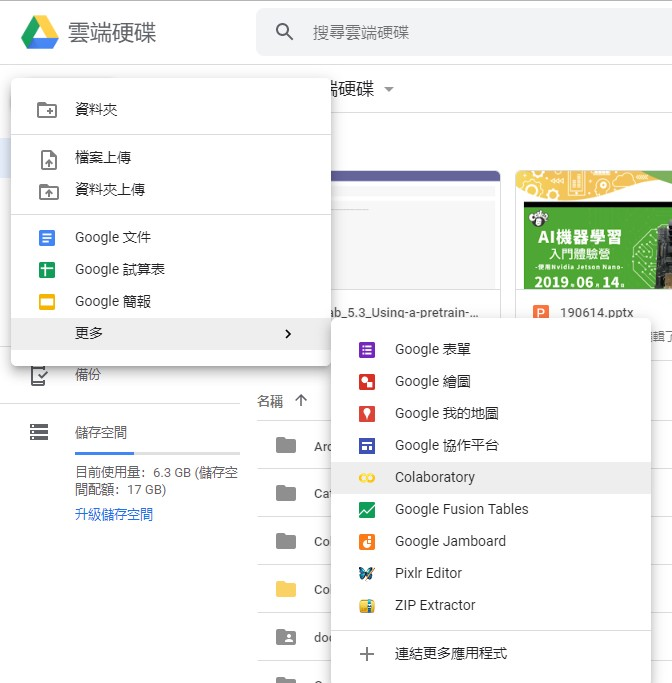 雲端硬碟
搜尋雲端硬碟
端硬碟
資料夾
檔案上傳
資料夾上傳
Google 文件
Google 試算表
Google 簡報
更多
備份
儲存空間
目前使用量：6.3 GB (儲存空
間配額：17 GB)
升級儲存空間
AI機器學習
入門體驗營
-使用Nvidia Jetson Nano-
2019.06.14.
ab_5.3_Using-a-pretrain-...
P 190614.pptx
名稱
Google 表單
Google 繪圖
Google 我的地圖
Google 協作平台
Colaboratory
Google Fusion Tables
Google Jamboard
Pixlr Editor
ZIP Extractor
連結更多應用程式
Arc
Cat
Co
Co
doc